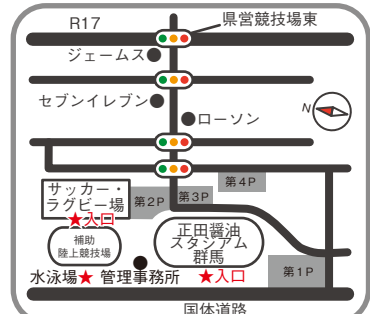 R17
県営競技場東
ジェームス
セブンイレブン
ローソン
N
第4P
サッカー・
ラグビー場
★入口
第2P
第3P
補助
陸上競技場
正田醤油
スタジアム
群馬
水泳場★
管理事務所
★入口
第1P
国体道路